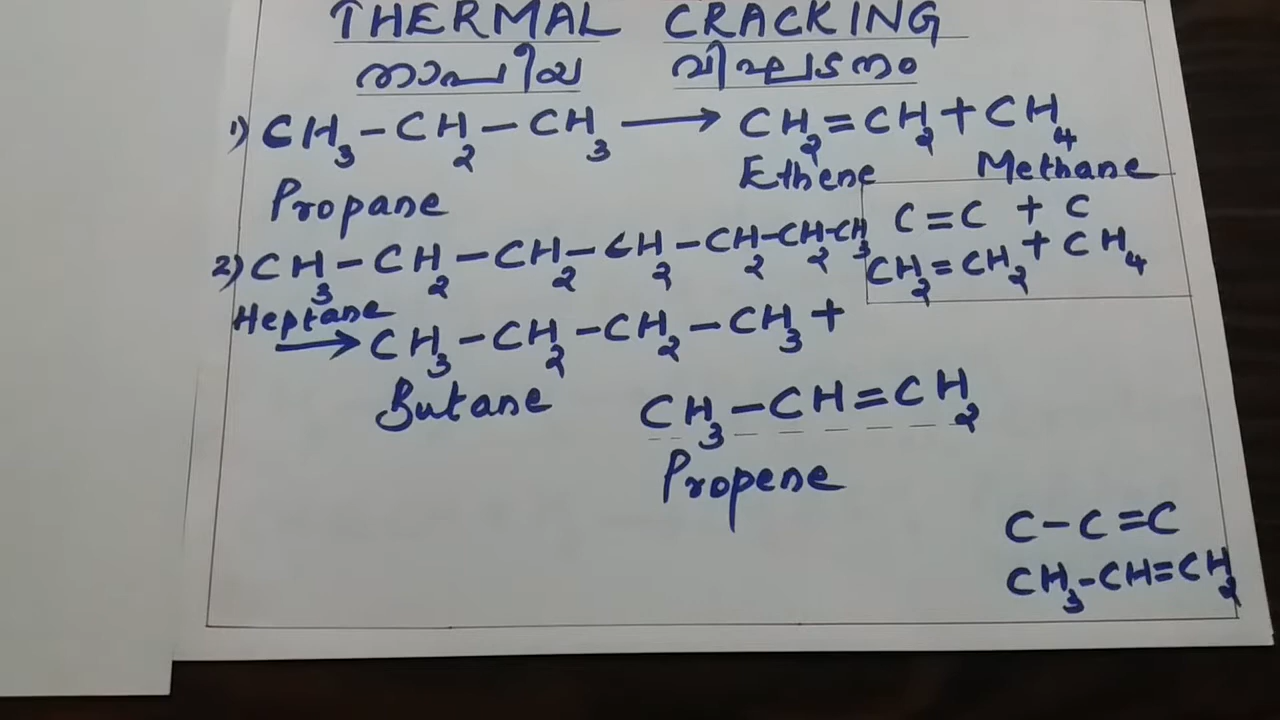 THERMAL CRACKING
താപീയ വിഘടനം
1) CH₃ – CH₂ – CH₃ ⟶ CH₂ = CH₂ + CH₄
Propane Ethene Methane
2) CH₃ – CH₂ – CH₂ – CH₂ – CH₂ – CH₂ – CH₃
Heptane
⟶ CH₃ – CH₂ – CH₂ – CH₃ +
Butane
CH₃ – CH = CH₂
Propene
C = C + C
CH₂ = CH₂ + CH₄
C – C = C
CH₃ – CH = CH₂